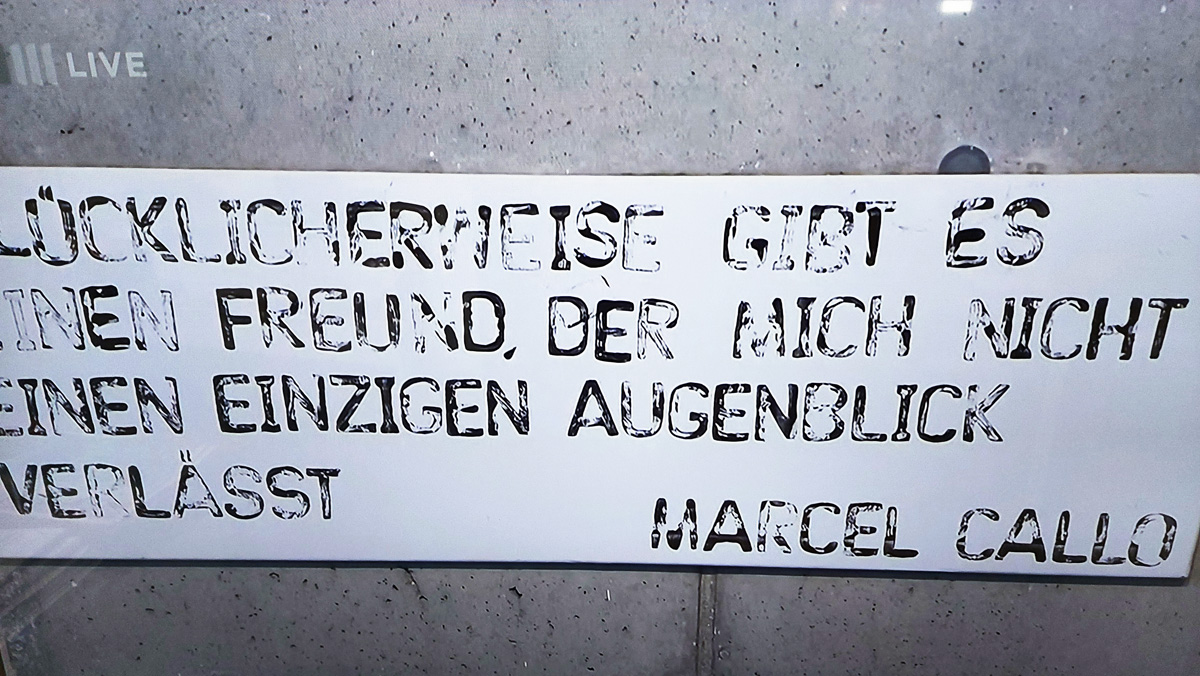 LIVE
LÜCKLICHERWEISE GIBT ES
INEN FREUND, DER MICH NICHT
EINEN EINZIGEN AUGENBLICK
VERLÄSST
MARCEL CALLO